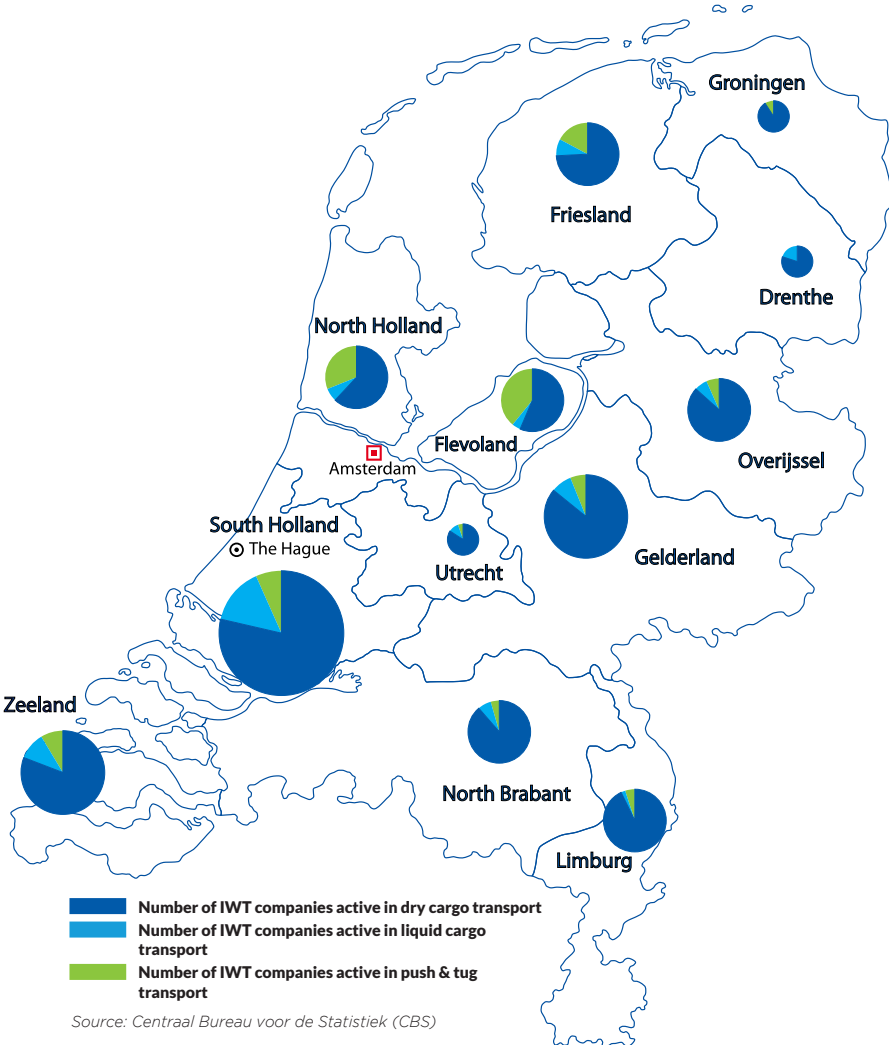 Groningen
Friesland
Drenthe
North Holland
Flevoland
Overijssel
Amsterdam
South Holland
The Hague
Utrecht
Gelderland
Zeeland
North Brabant
Limburg
Number of IWT companies active in dry cargo transport
Number of IWT companies active in liquid cargo
transport
Number of IWT companies active in push & tug
transport
Source: Centraal Bureau voor de Statistiek (CBS)